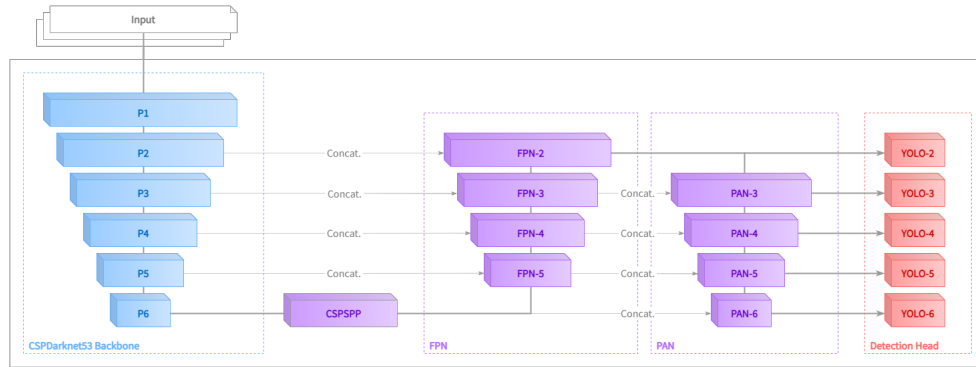 Input
P1
P2 Concat. FPN-2 YOLO-2
P3 Concat. FPN-3 Concat. PAN-3 YOLO-3
P4 Concat. FPN-4 Concat. PAN-4 YOLO-4
P5 Concat. FPN-5 Concat. PAN-5 YOLO-5
P6 CSPSPP Concat. PAN-6 YOLO-6
CSPDarknet53 Backbone FPN PAN Detection Head